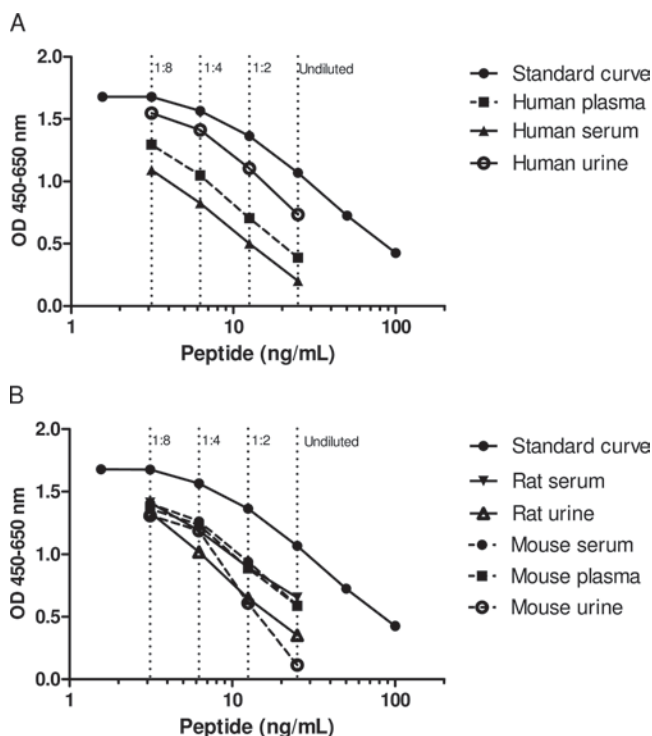 A
2.0
1.5
1.0
0.5
0.0
OD 450-650 nm
1:8
1:4
1:2
Undiluted
1
10
100
Peptide (ng/mL)
Standard curve
Human plasma
Human serum
Human urine
B
2.0
1.5
1.0
0.5
0.0
OD 450-650 nm
1:8
1:4
1:2
Undiluted
1
10
100
Peptide (ng/mL)
Standard curve
Rat serum
Rat urine
Mouse serum
Mouse plasma
Mouse urine